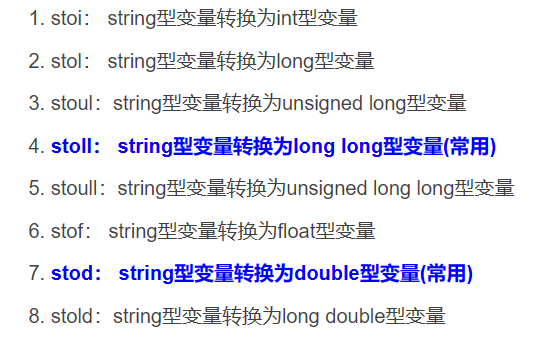 1. stoi： string型变量转换为int型变量
2. stol： string型变量转换为long型变量
3. stoul：string型变量转换为unsigned long型变量
4. stoll： string型变量转换为long long型变量(常用)
5. stoull：string型变量转换为unsigned long long型变量
6. stof： string型变量转换为float型变量
7. stod： string型变量转换为double型变量(常用)
8. stold：string型变量转换为long double型变量